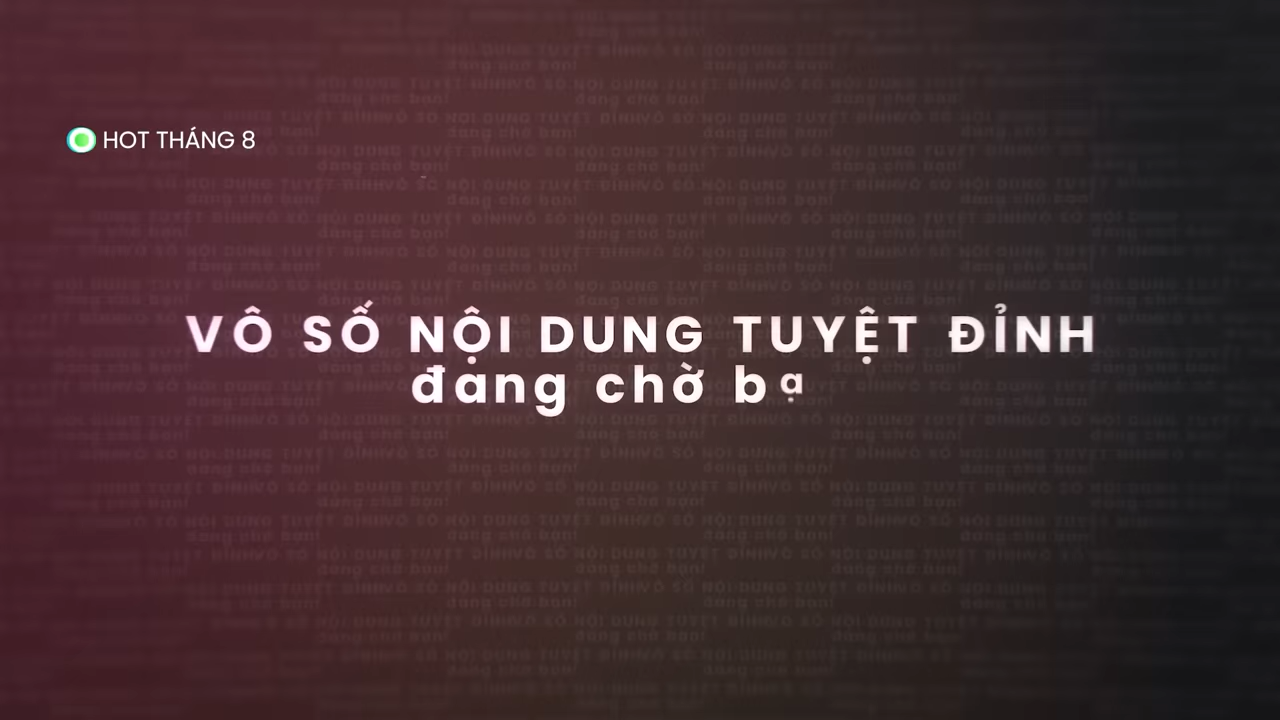 HOT THÁNG 8
VÔ SỐ NỘI DUNG TUYỆT ĐỈNH
đang chờ bạ